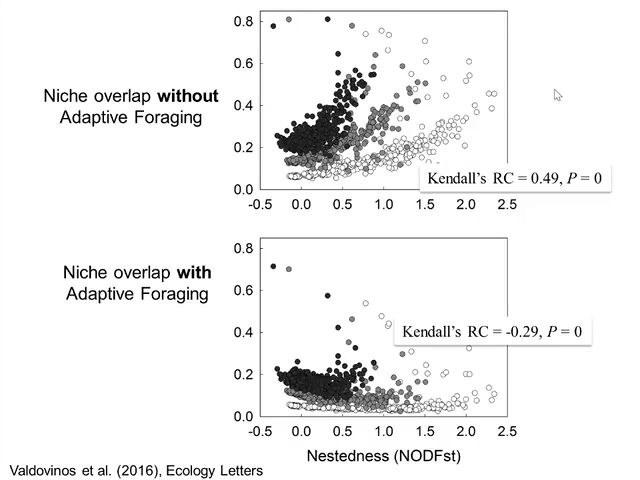 0.8
Niche overlap without
Adaptive Foraging
0.6
0.4
0.2
0.0
Kendall's RC = 0.49, P = 0
-0.5 0.0 0.5 1.0 1.5 2.0 2.5
Niche overlap with
Adaptive Foraging
0.8
0.6
0.4
0.2
0.0
Kendall's RC = -0.29, P = 0
-0.5 0.0 0.5 1.0 1.5 2.0 2.5
Nestedness (NODFst)
Valdovinos et al. (2016), Ecology Letters